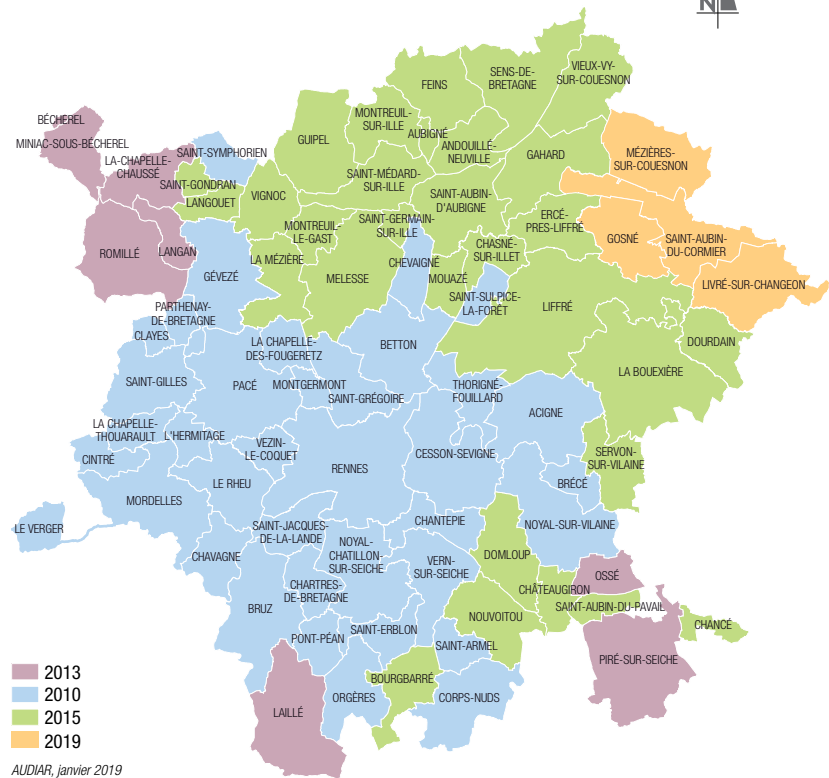 N
FEINS
SENS-DE-
BRETAGNE
VIEUX-VY
SUR-COUESNON
MONTREUIL-
SUR-ILLE
AUBIGNÉ
ANDOUILLÉ-
NEUVILLE
GUIPEL
GAHARD
MÉZIÈRES
-SUR-COUESNON
BÉCHEREL
MINIAC-SOUS-BÉCHEREL
LA-CHAPELLE-
CHAUSSÉ
SAINT-SYMPHORIEN
SAINT-GONDRAN
LANGOUET
VIGNOC
SAINT-MÉDARD-
SUR-ILLE
SAINT-AUBIN-
D'AUBIGNE
SAINT-GERMAIN-
SUR-ILLE
MONTREUIL-
LE-GAST
ERCÉ-
PRES-LIFFRÉ
GOSNÉ
SAINT-AUBIN-
DU-CORMIER
LIVRÉ-SUR-CHANGEON
ROMILLÉ
LANGAN
GÉVEZÉ
LA MÉZIÈRE
MELESSE
CHEVAIGNÉ
MOUAZÉ
CHASNÉ-
SUR-ILLET
SAINT-SULPICE-
LA-FORÊT
LIFFRÉ
DOURDAIN
LA BOUEXIÈRE
PARTHENAY-
DE-BRETAGNE
CLAYES
LA CHAPELLE-
DES-FOUGERETZ
BETTON
SAINT-GILLES
PACÉ
MONTGERMONT
SAINT-GRÉGOIRE
THORIGNÉ-
FOUILLARD
ACIGNE
LA CHAPELLE-
THOUARAULT
L'HERMITAGE
VEZIN-
LE-COQUET
RENNES
CESSON-SEVIGNE
SERVON-
SUR-VILAINE
CINTRÉ
LE RHEU
BRÉCÉ
MORDELLES
LE VERGER
SAINT-JACQUES-
DE-LA-LANDE
NOYAL-
CHATILLON-
SUR-SEICHE
CHANTEPIE
NOYAL-SUR-VILAINE
CHAVAGNE
VERN-
SUR-SEICHE
DOMLOUP
OSSÉ
CHARTRES-
DE-BRETAGNE
BRUZ
CHÂTEAUGIRON
SAINT-AUBIN-DU-PAVAIL
NOUVOITOU
CHANCÉ
PONT-PÉAN
SAINT-ERBLON
SAINT-ARMEL
PIRÉ-SUR-SEICHE
BOURGBARRÉ
ORGÈRES
CORPS-NUDS
LAILLÉ
2013
2010
2015
2019
AUDIAR, janvier 2019